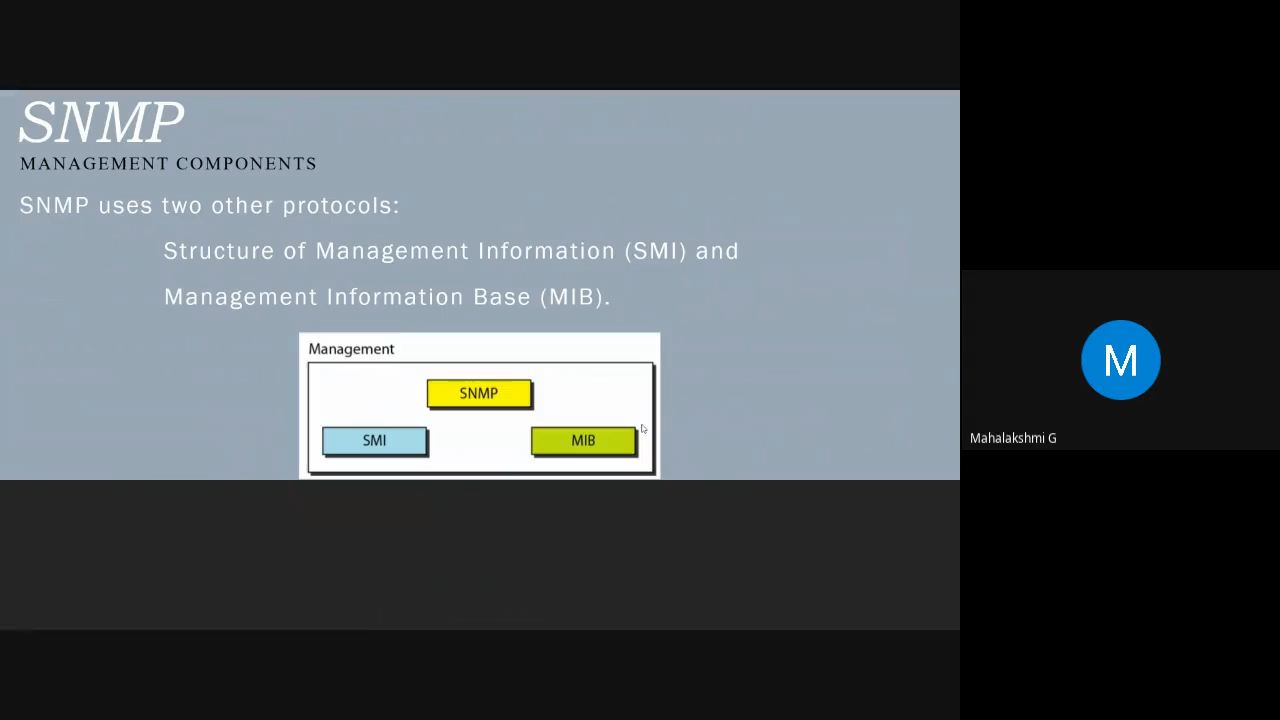 SNMP
MANAGEMENT COMPONENTS
SNMP uses two other protocols:
Structure of Management Information (SMI) and
Management Information Base (MIB).
Management
SNMP
SMI
MIB
M
Mahalakshmi G